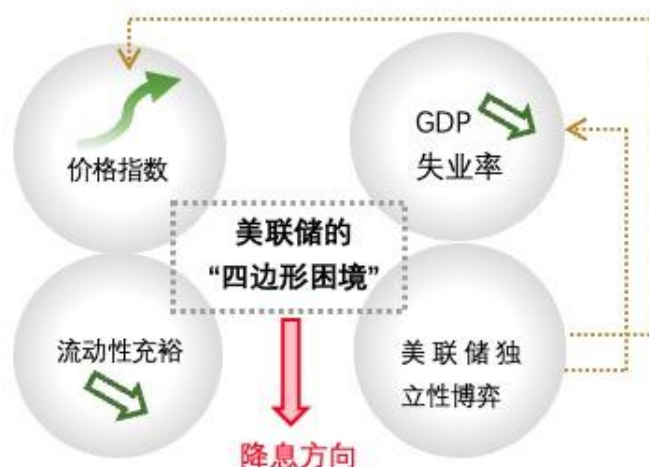 价格指数
GDP
失业率
美联储的
“四边形困境”
流动性充裕
美联储独
立性博弈
降息方向